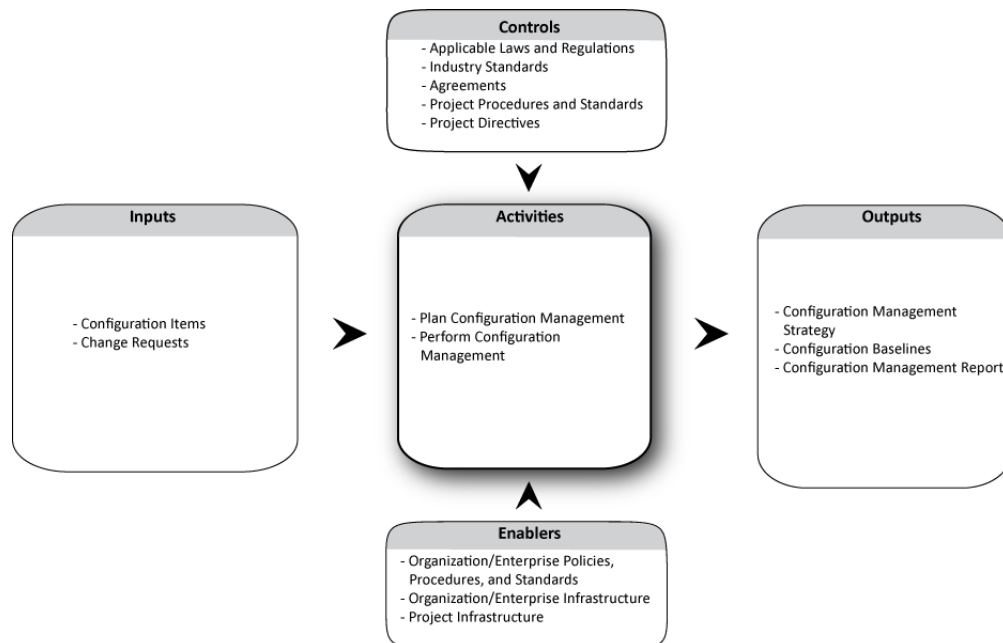 Controls
- Applicable Laws and Regulations
- Industry Standards
- Agreements
- Project Procedures and Standards
- Project Directives
Inputs
- Configuration Items
- Change Requests
Activities
- Plan Configuration Management
- Perform Configuration
Management
Outputs
- Configuration Management
Strategy
- Configuration Baselines
- Configuration Management Report
Enablers
- Organization/Enterprise Policies,
Procedures, and Standards
- Organization/Enterprise Infrastructure
- Project Infrastructure